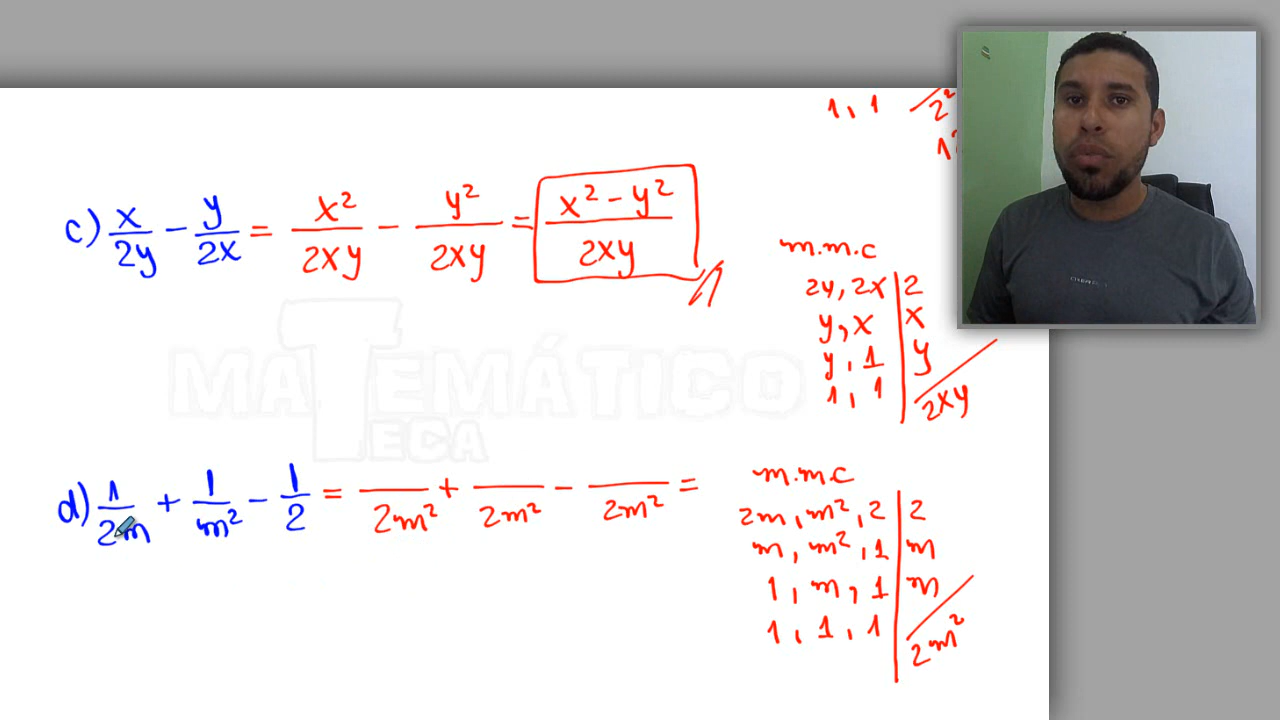 1, 1
c) x/2y - y/2x = x²/2xy - y²/2xy = x² - y²/2xy
m.m.c
2y, 2x | 2
y, x | x
y, 1 | y
1, 1 | 2xy
MATEMÁTICO
TECA
d) 1/2m + 1/m² - 1/2 = /2m² + /2m² - /2m² =
m.m.c
2m, m², 2 | 2
m, m², 1 | m
1, m, 1 | m
1, 1, 1 | 2m²